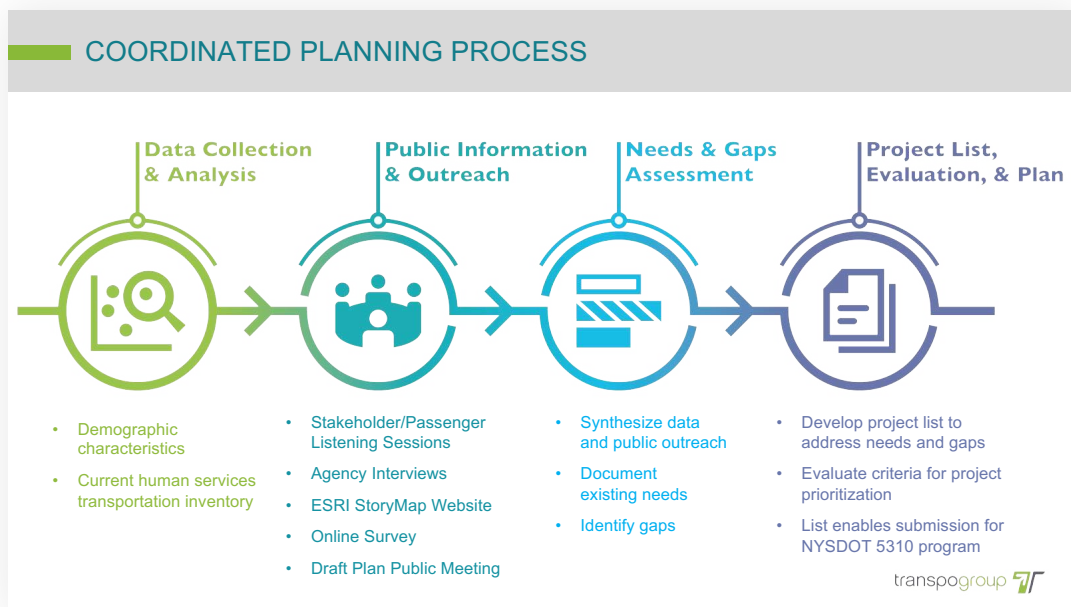 COORDINATED PLANNING PROCESS
Data Collection
& Analysis
Public Information
& Outreach
Needs & Gaps
Assessment
Project List,
Evaluation, & Plan
• Demographic
characteristics
• Current human services
transportation inventory
• Stakeholder/Passenger
Listening Sessions
• Agency Interviews
• ESRI StoryMap Website
• Online Survey
• Draft Plan Public Meeting
• Synthesize data
and public outreach
• Document
existing needs
• Identify gaps
• Develop project list to
address needs and gaps
• Evaluate criteria for project
prioritization
• List enables submission for
NYSDOT 5310 program
transpogroup